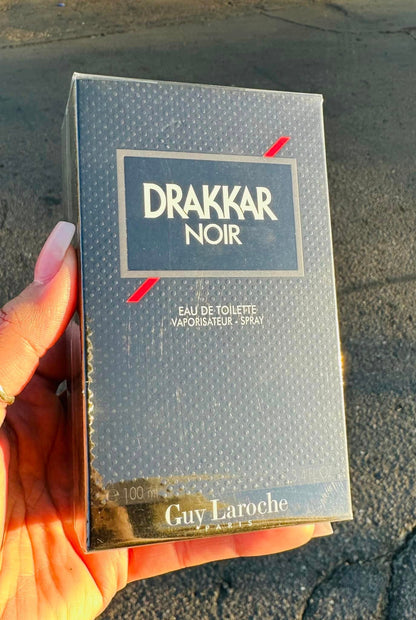 DRAKKAR
NOIR
EAU DE TOILETTE
VAPORISATEUR - SPRAY
e 100 ml
Guy Laroche
PARIS